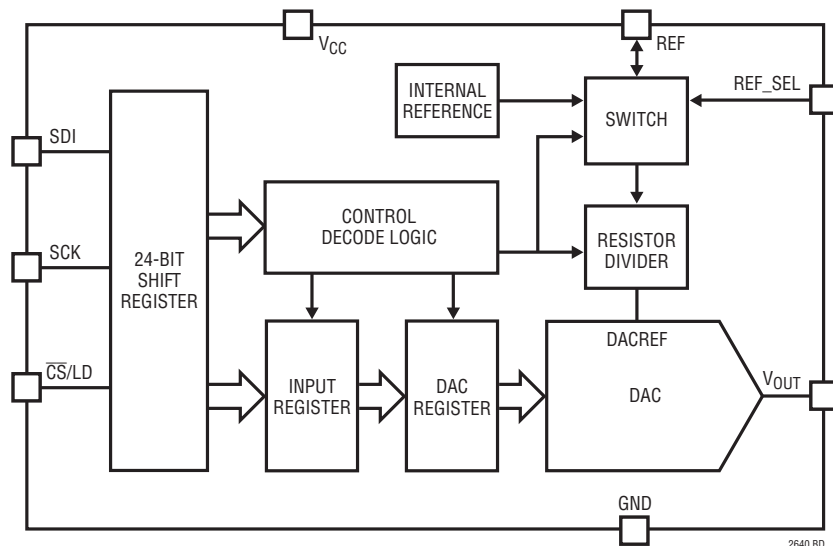 VCC
REF
INTERNAL
REFERENCE
SWITCH
REF_SEL
SDI
SCK
CS/LD
24-BIT
SHIFT
REGISTER
CONTROL
DECODE LOGIC
RESISTOR
DIVIDER
INPUT
REGISTER
DAC
REGISTER
DACREF
DAC
VOUT
GND
2640 BD